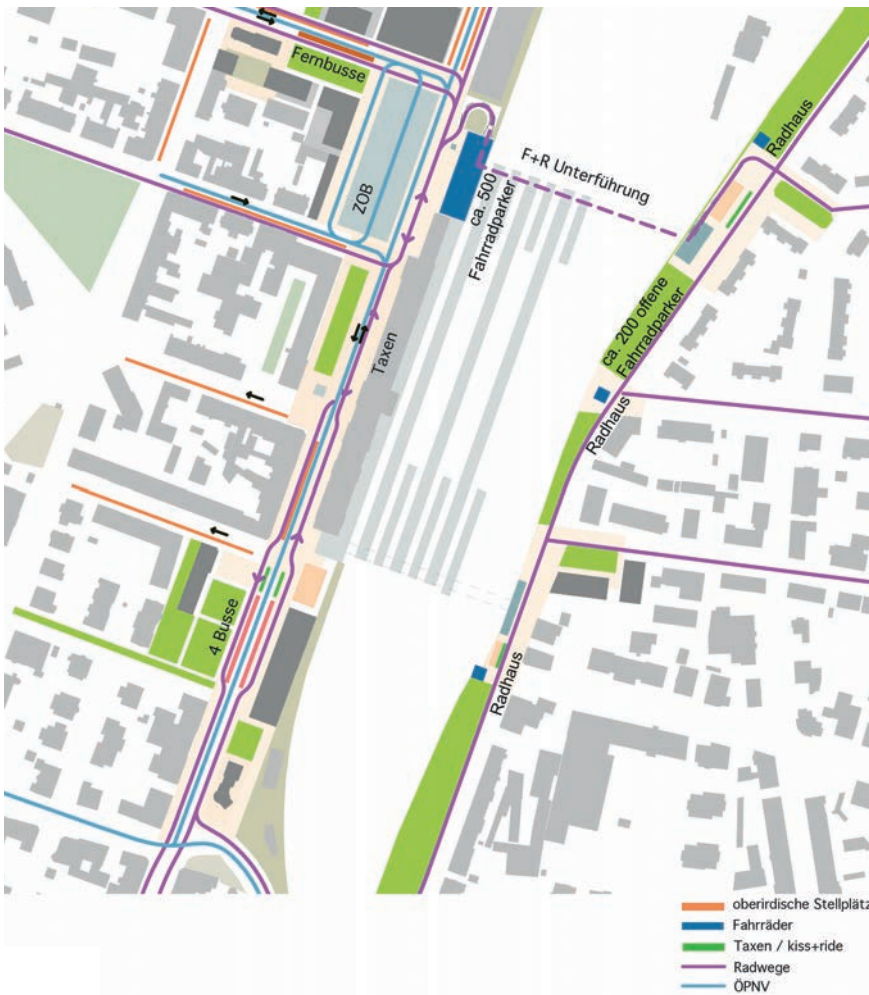 Fernbusse
Radhaus
F+R Unterführung
ZOB
ca. 500
Fahrradparker
Taxen
ca. 200 offene
Fahrradparker
Radhaus
4 Busse
Radhaus
oberirdische Stellplätz
Fahrräder
Taxen / kiss+ride
Radwege
ÖPNV